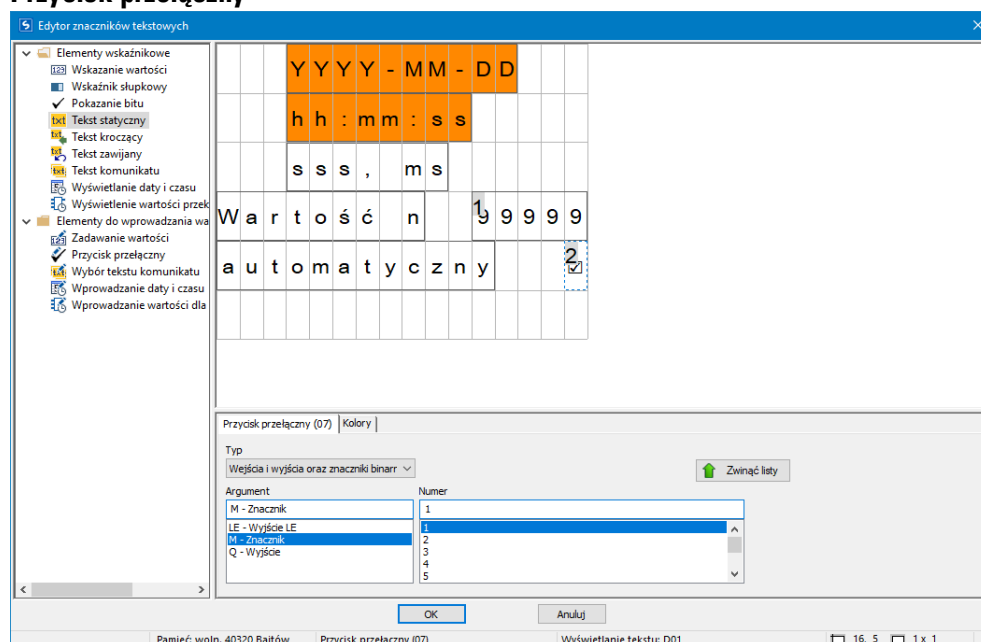 Przycisk przełączny
Edytor znaczników tekstowych
Elementy wskaźnikowe
Wskazanie wartości
Wskaźnik słupkowy
Pokazanie bitu
txt Tekst statyczny
Tekst kroczący
Tekst zawijany
Tekst komunikatu
Wyświetlanie daty i czasu
Wyświetlenie wartości przek
Elementy do wprowadzania wa
Zadawanie wartości
Przycisk przełączny
Wybór tekstu komunikatu
Wprowadzanie daty i czasu
Wprowadzanie wartości dla
YYYY-MM-DD
hh:mm:ss
sss, ms
Wartość n 1 99999
automatyczny 2
Przycisk przełączny (07) Kolory
Typ
Wejścia i wyjścia oraz znaczniki binarr
Zwinąć listy
Argument Numer
M - Znacznik 1
LE - Wyjście LE 1
M - Znacznik 2
Q - Wyjście 3
4
5
OK Anuluj
Pamięć: woln. 40320 Bajtów Przycisk przełączny (07) Wyświetlanie tekstu: D01 16, 5 1 x 1